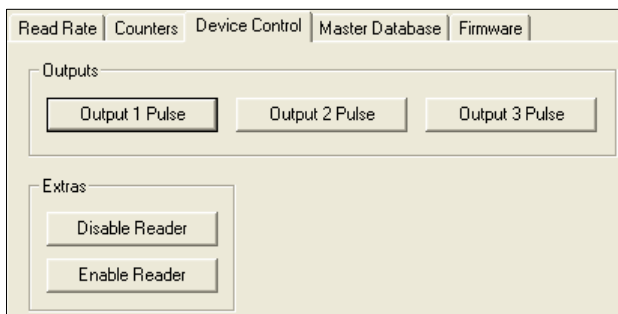 Read Rate Counters Device Control Master Database Firmware
Outputs
Output 1 Pulse Output 2 Pulse Output 3 Pulse
Extras
Disable Reader
Enable Reader